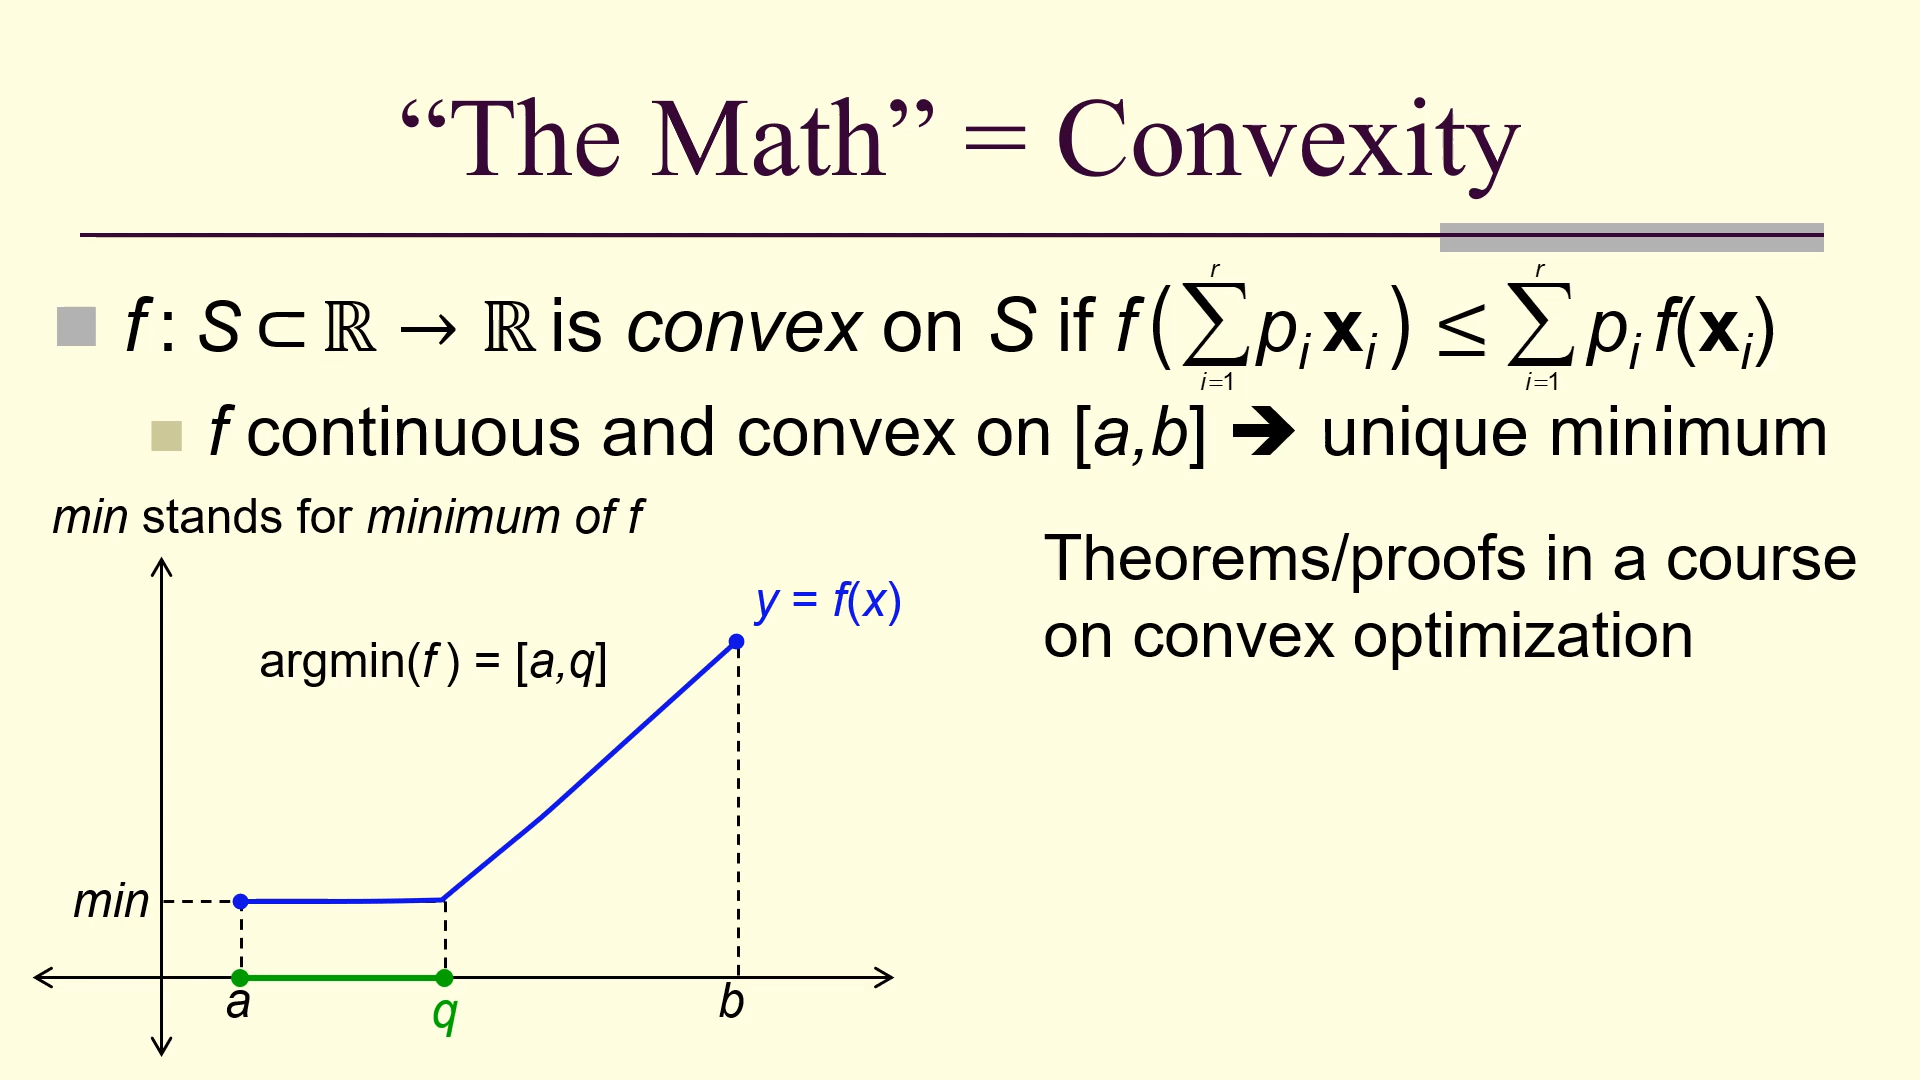 “The Math” = Convexity
f : S ⊂ ℝ → ℝ is convex on S if f(∑_{i=1}^{r} p_i 𝐱_i) ≤ ∑_{i=1}^{r} p_i f(𝐱_i)
f continuous and convex on [a,b] ➔ unique minimum
min stands for minimum of f
Theorems/proofs in a course
on convex optimization
y = f(x)
argmin(f ) = [a,q]
min
a
q
b